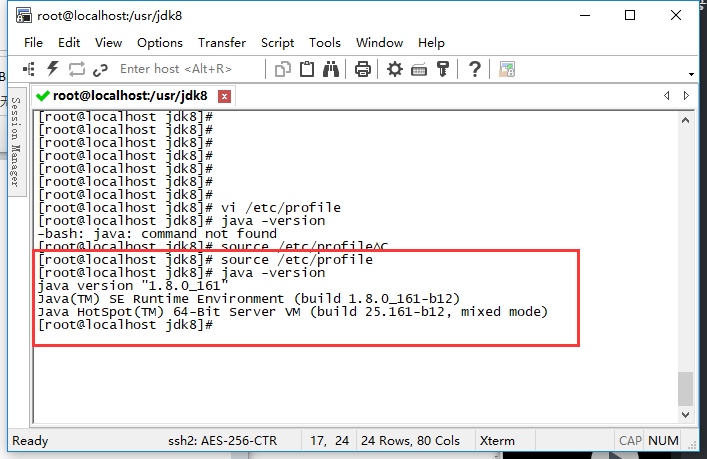 root@localhost:/usr/jdk8
File Edit View Options Transfer Script Tools Window Help
Enter host <Alt+R>
root@localhost:/usr/jdk8
Session Manager
[root@localhost jdk8]#
[root@localhost jdk8]#
[root@localhost jdk8]#
[root@localhost jdk8]#
[root@localhost jdk8]#
[root@localhost jdk8]#
[root@localhost jdk8]#
[root@localhost jdk8]# vi /etc/profile
[root@localhost jdk8]# java -version
-bash: java: command not found
[root@localhost jdk8]# source /etc/profile^C
[root@localhost jdk8]# source /etc/profile
[root@localhost jdk8]# java -version
java version "1.8.0_161"
Java(TM) SE Runtime Environment (build 1.8.0_161-b12)
Java HotSpot(TM) 64-Bit Server VM (build 25.161-b12, mixed mode)
[root@localhost jdk8]#
Ready ssh2: AES-256-CTR 17, 24 24 Rows, 80 Cols Xterm CAP NUM